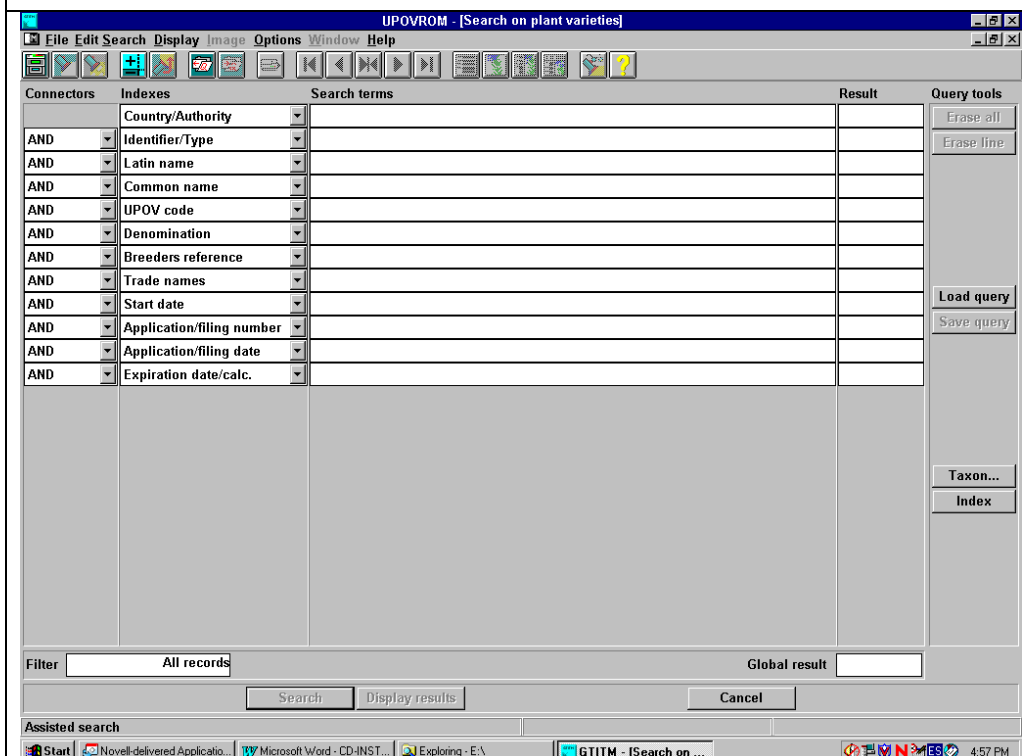 UPOVROM - [Search on plant varieties]
File Edit Search Display Image Options Window Help
Connectors Indexes Search terms Result Query tools
Country/Authority Erase all
AND Identifier/Type Erase line
AND Latin name
AND Common name
AND UPOV code
AND Denomination
AND Breeders reference
AND Trade names
AND Start date Load query
AND Application/filing number Save query
AND Application/filing date
AND Expiration date/calc.
Taxon...
Index
Filter All records Global result
Search Display results Cancel
Assisted search
Start Novell-delivered Applicatio... Microsoft Word - CD-INST... Exploring - E:\ GTITM - [Search on ... ES 4:57 PM